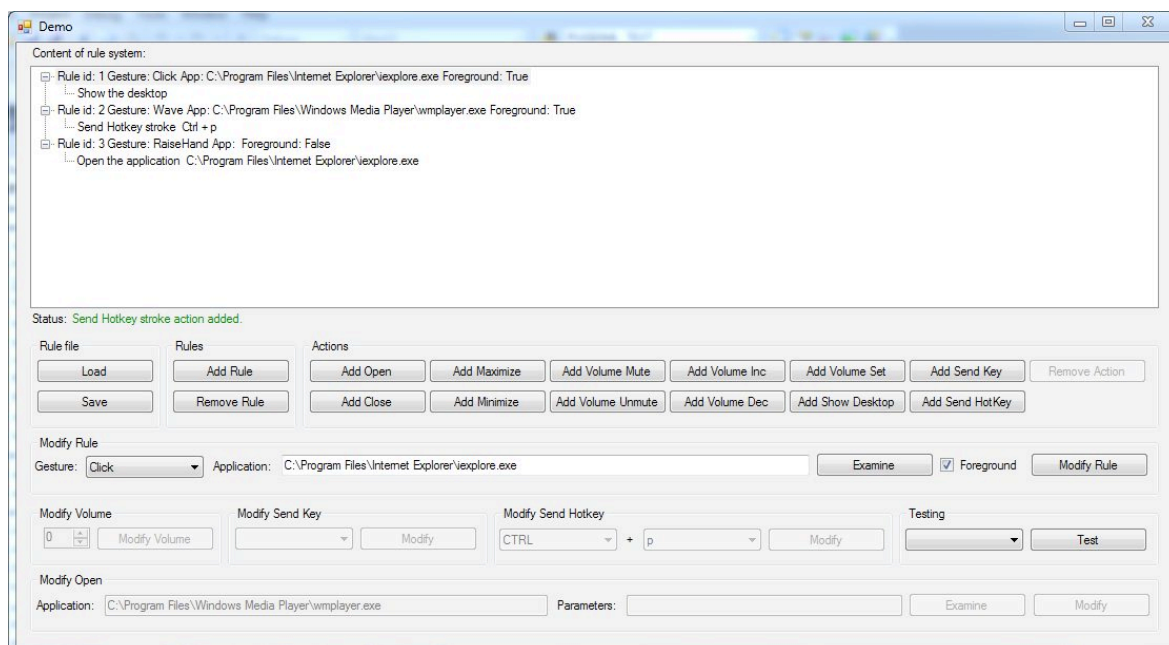 Demo
Content of rule system:
Rule id: 1 Gesture: Click App: C:\Program Files\Internet Explorer\iexplore.exe Foreground: True
Show the desktop
Rule id: 2 Gesture: Wave App: C:\Program Files\Windows Media Player\wmplayer.exe Foreground: True
Send Hotkey stroke Ctrl + p
Rule id: 3 Gesture: RaiseHand App: Foreground: False
Open the application C:\Program Files\Internet Explorer\iexplore.exe
Status: Send Hotkey stroke action added.
Rule file Rules Actions
Load Add Rule Add Open Add Maximize Add Volume Mute Add Volume Inc Add Volume Set Add Send Key Remove Action
Save Remove Rule Add Close Add Minimize Add Volume Unmute Add Volume Dec Add Show Desktop Add Send HotKey
Modify Rule
Gesture: Click Application: C:\Program Files\Internet Explorer\iexplore.exe Examine Foreground Modify Rule
Modify Volume Modify Send Key Modify Send Hotkey Testing
0 Modify Volume Modify CTRL + p Modify Test
Modify Open
Application: C:\Program Files\Windows Media Player\wmplayer.exe Parameters: Examine Modify